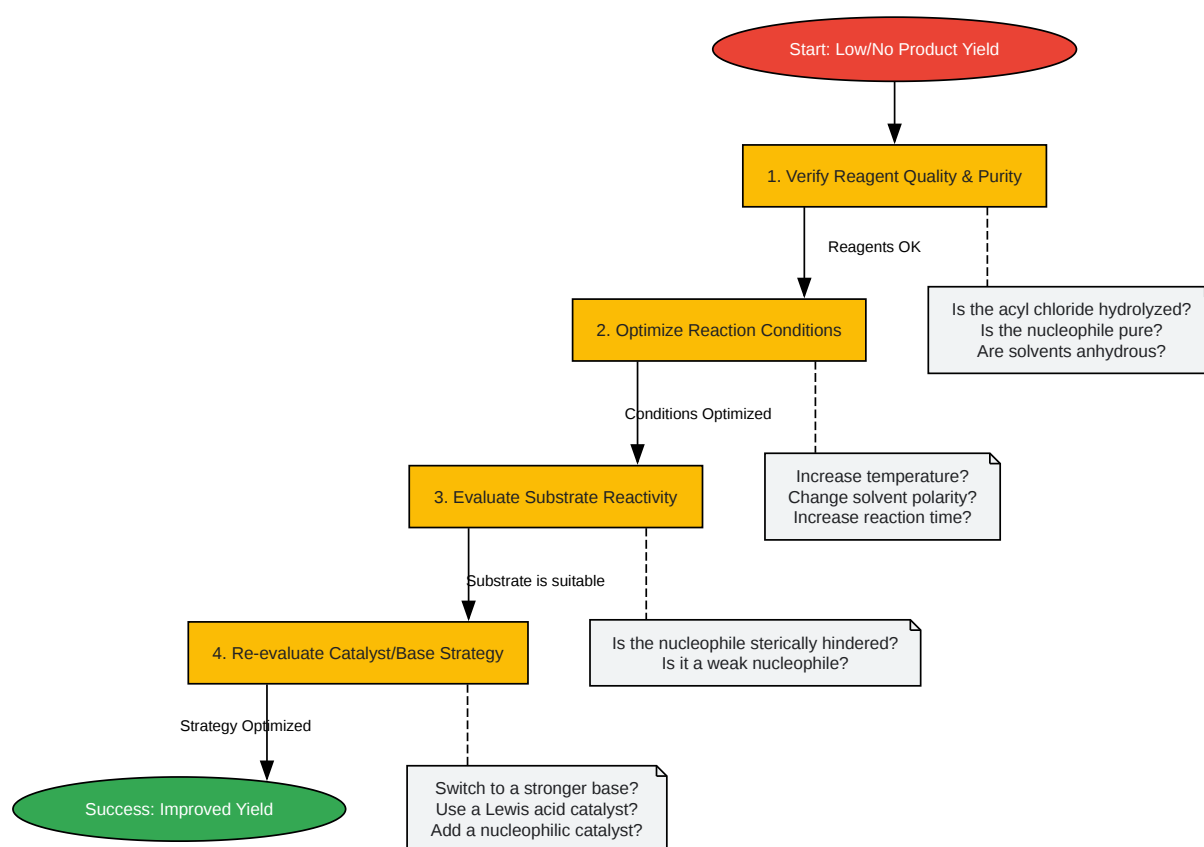 Start: Low/No Product Yield
1. Verify Reagent Quality & Purity
Reagents OK
Is the acyl chloride hydrolyzed?
Is the nucleophile pure?
Are solvents anhydrous?
2. Optimize Reaction Conditions
Conditions Optimized
Increase temperature?
Change solvent polarity?
Increase reaction time?
3. Evaluate Substrate Reactivity
Substrate is suitable
Is the nucleophile sterically hindered?
Is it a weak nucleophile?
4. Re-evaluate Catalyst/Base Strategy
Strategy Optimized
Switch to a stronger base?
Use a Lewis acid catalyst?
Add a nucleophilic catalyst?
Success: Improved Yield